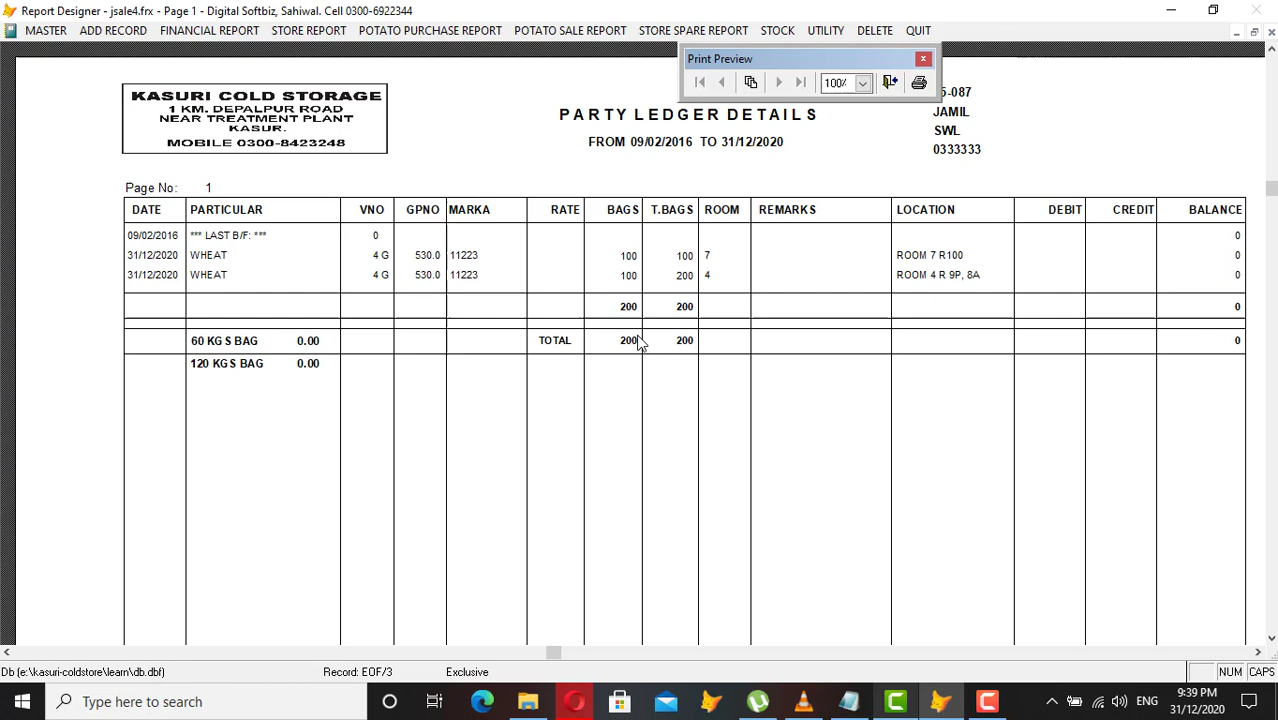 Report Designer - jsale4.frx - Page 1 - Digital Softbiz, Sahiwal. Cell 0300-6922344
MASTER ADD RECORD FINANCIAL REPORT STORE REPORT POTATO PURCHASE REPORT POTATO SALE REPORT STORE SPARE REPORT STOCK UTILITY DELETE QUIT
Print Preview
100%
KASURI COLD STORAGE
1 KM. DEPALPUR ROAD
NEAR TREATMENT PLANT
KASUR.
MOBILE 0300-8423248
PARTY LEDGER DETAILS
FROM 09/02/2016 TO 31/12/2020
5-087
JAMIL
SWL
0333333
Page No: 1
DATE PARTICULAR VNO GPNO MARKA RATE BAGS T.BAGS ROOM REMARKS LOCATION DEBIT CREDIT BALANCE
09/02/2016 *** LAST B/F: *** 0 0
31/12/2020 WHEAT 4 G 530.0 11223 100 100 7 ROOM 7 R100 0
31/12/2020 WHEAT 4 G 530.0 11223 100 200 4 ROOM 4 R 9P, 8A 0
200 200 0
60 KGS BAG 0.00 TOTAL 200 200 0
120 KGS BAG 0.00
Db (e:\kasuri-coldstore\learn\db.dbf) Record: EOF/3 Exclusive NUM CAPS
Type here to search
ENG
9:39 PM
31/12/2020